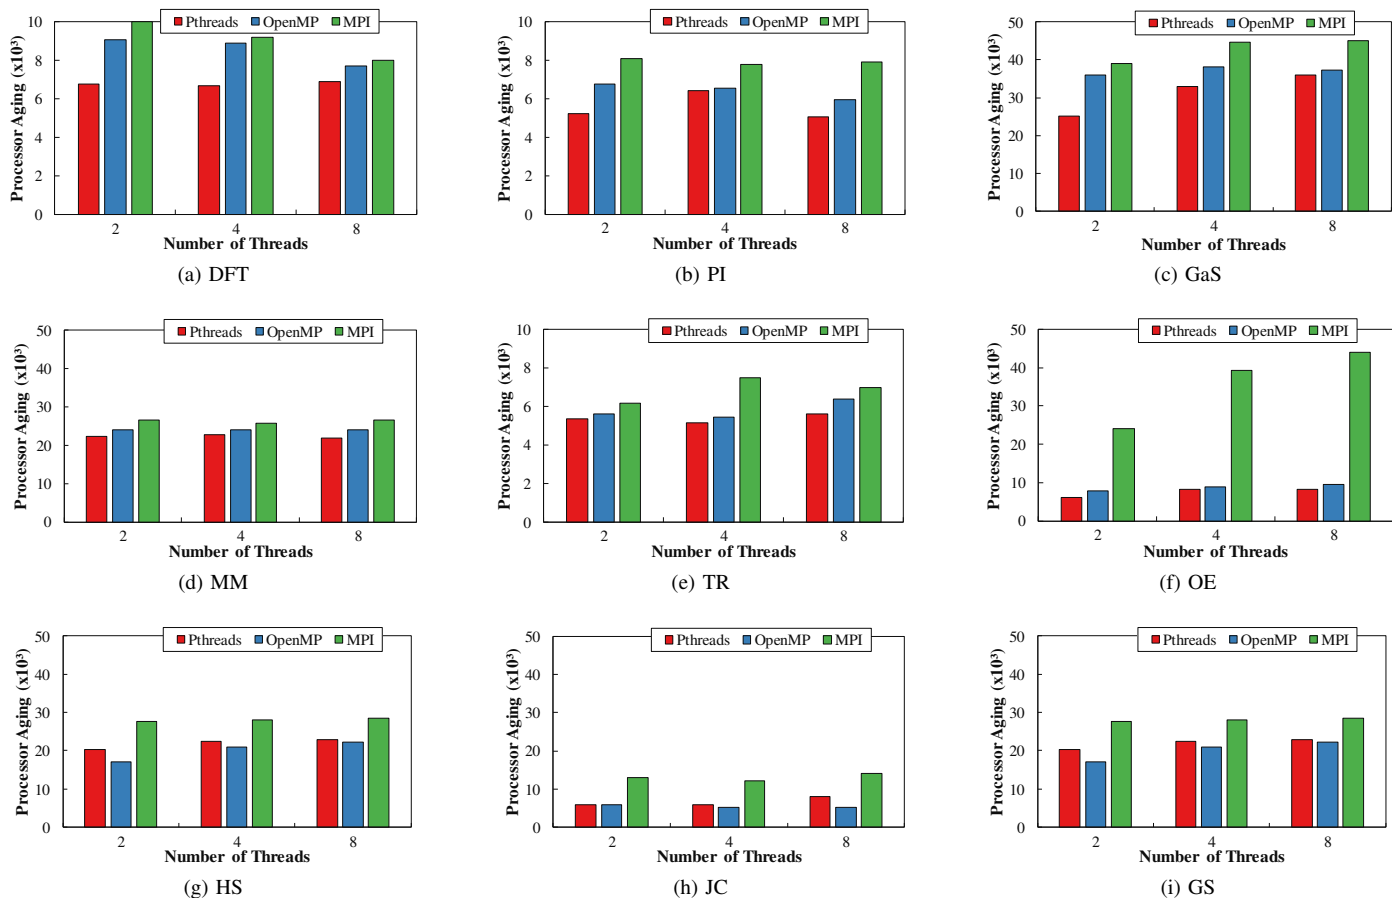 Pthreads OpenMP MPI
Processor Aging (x10³)
10
8
6
4
2
0
2 4 8
Number of Threads
(a) DFT
Pthreads OpenMP MPI
Processor Aging (x10³)
10
8
6
4
2
0
2 4 8
Number of Threads
(b) PI
Pthreads OpenMP MPI
Processor Aging (x10³)
50
40
30
20
10
0
2 4 8
Number of Threads
(c) GaS
Pthreads OpenMP MPI
Processor Aging (x10³)
50
40
30
20
10
0
2 4 8
Number of Threads
(d) MM
Pthreads OpenMP MPI
Processor Aging (x10³)
10
8
6
4
2
0
2 4 8
Number of Threads
(e) TR
Pthreads OpenMP MPI
Processor Aging (x10³)
50
40
30
20
10
0
2 4 8
Number of Threads
(f) OE
Pthreads OpenMP MPI
Processor Aging (x10³)
50
40
30
20
10
0
2 4 8
Number of Threads
(g) HS
Pthreads OpenMP MPI
Processor Aging (x10³)
50
40
30
20
10
0
2 4 8
Number of Threads
(h) JC
Pthreads OpenMP MPI
Processor Aging (x10³)
50
40
30
20
10
0
2 4 8
Number of Threads
(i) GS